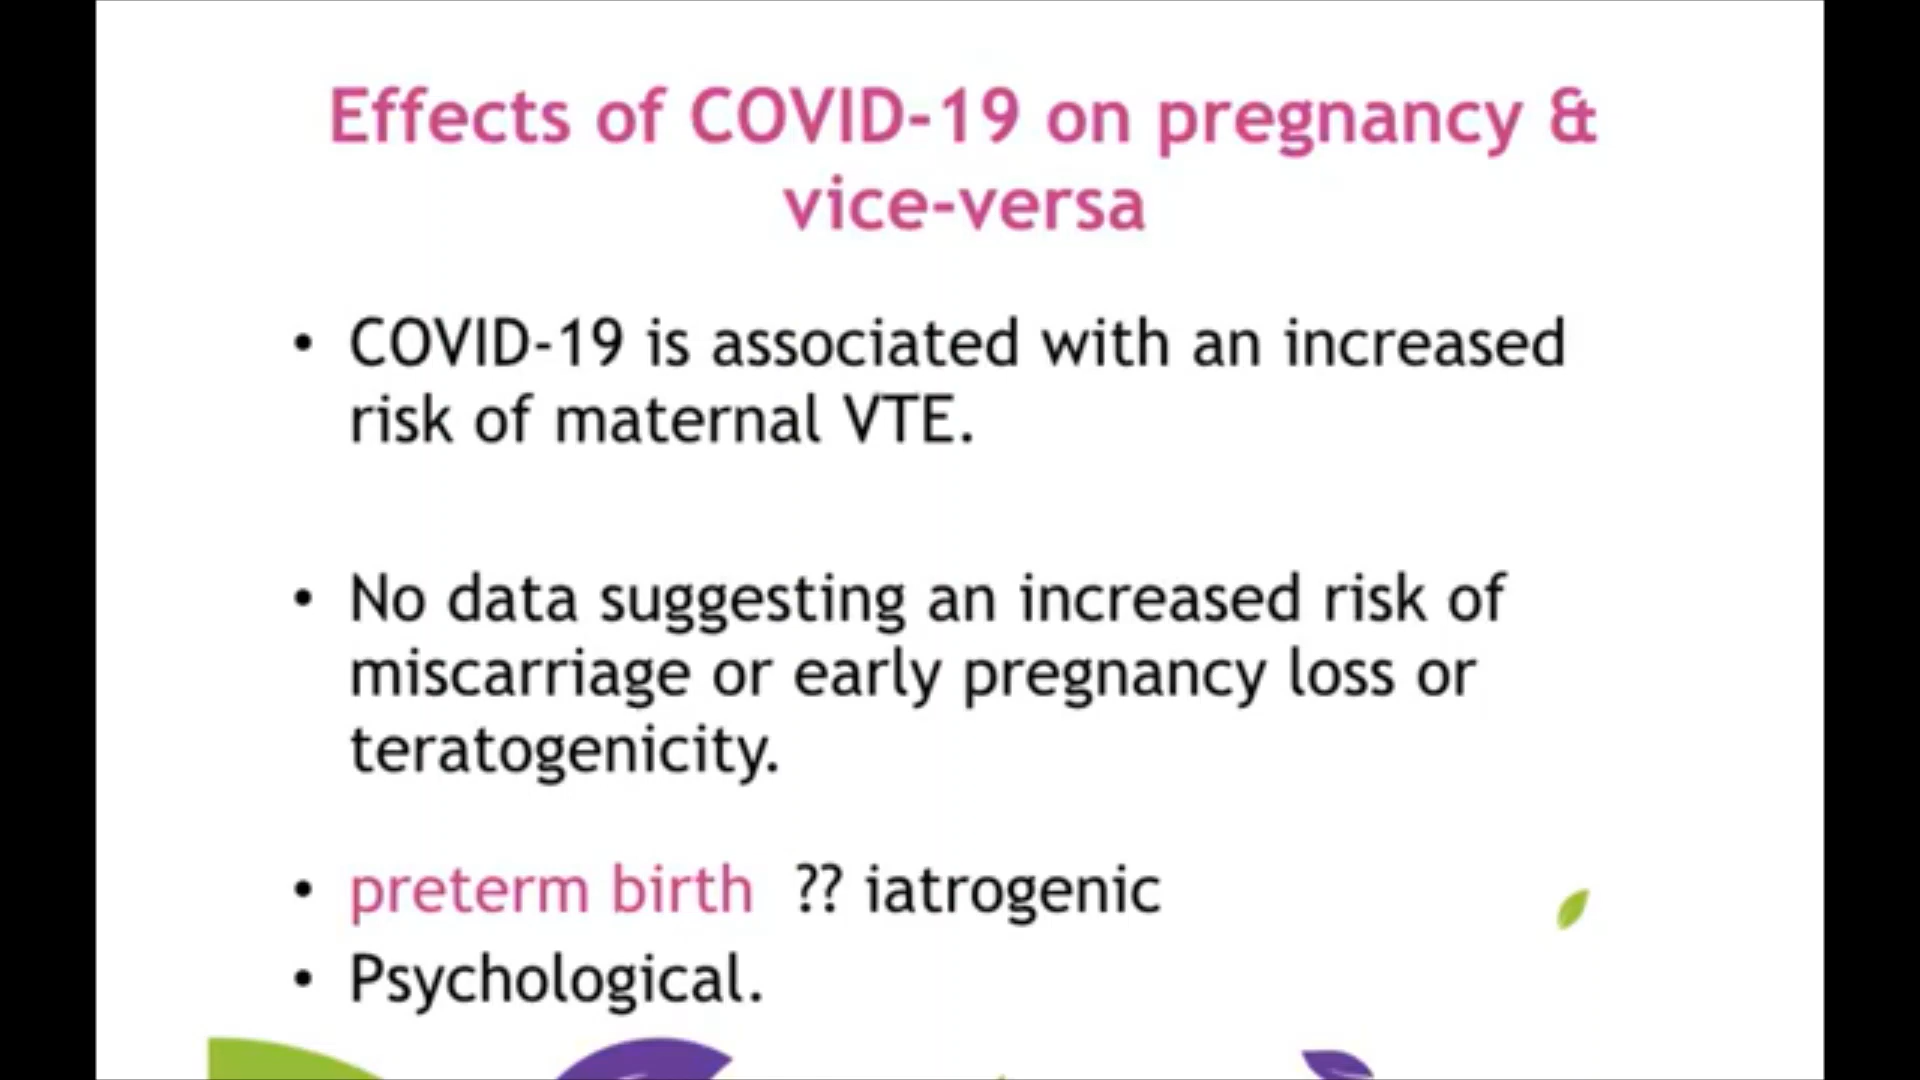 Effects of COVID-19 on pregnancy &
vice-versa
• COVID-19 is associated with an increased
risk of maternal VTE.
• No data suggesting an increased risk of
miscarriage or early pregnancy loss or
teratogenicity.
• preterm birth ?? iatrogenic
• Psychological.